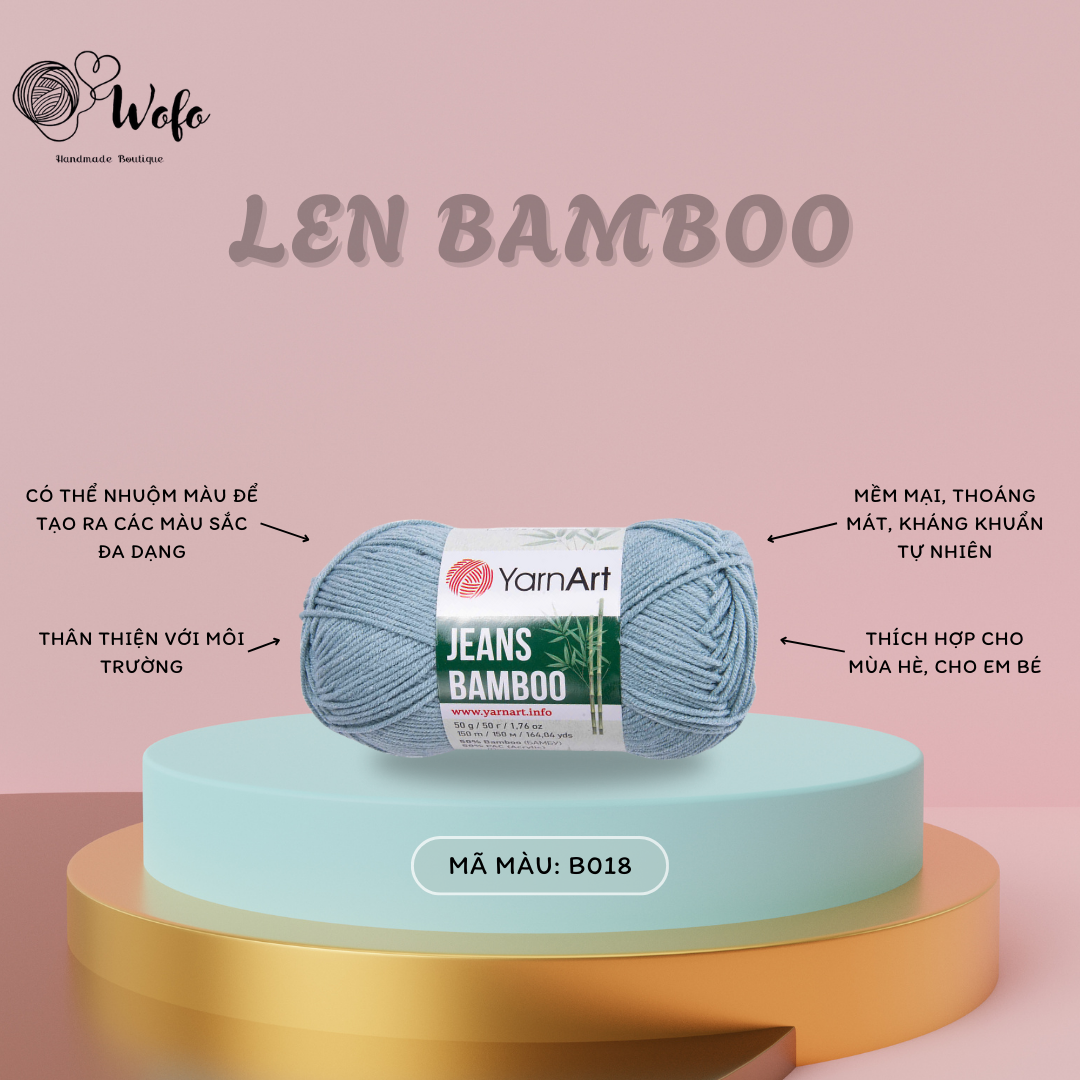 Wofo
Handmade Boutique
LEN BAMBOO
CÓ THỂ NHUỘM MÀU ĐỂ
TẠO RA CÁC MÀU SẮC
ĐA DẠNG
THÂN THIỆN VỚI MÔI
TRƯỜNG
MỀM MẠI, THOÁNG
MÁT, KHÁNG KHUẨN
TỰ NHIÊN
THÍCH HỢP CHO
MÙA HÈ, CHO EM BÉ
YarnArt
JEANS
BAMBOO
www.yarnart.info
50 g / 50 г / 1,76 oz
150 m / 150 м / 164,04 yds
Bamboo
MÃ MÀU: B018